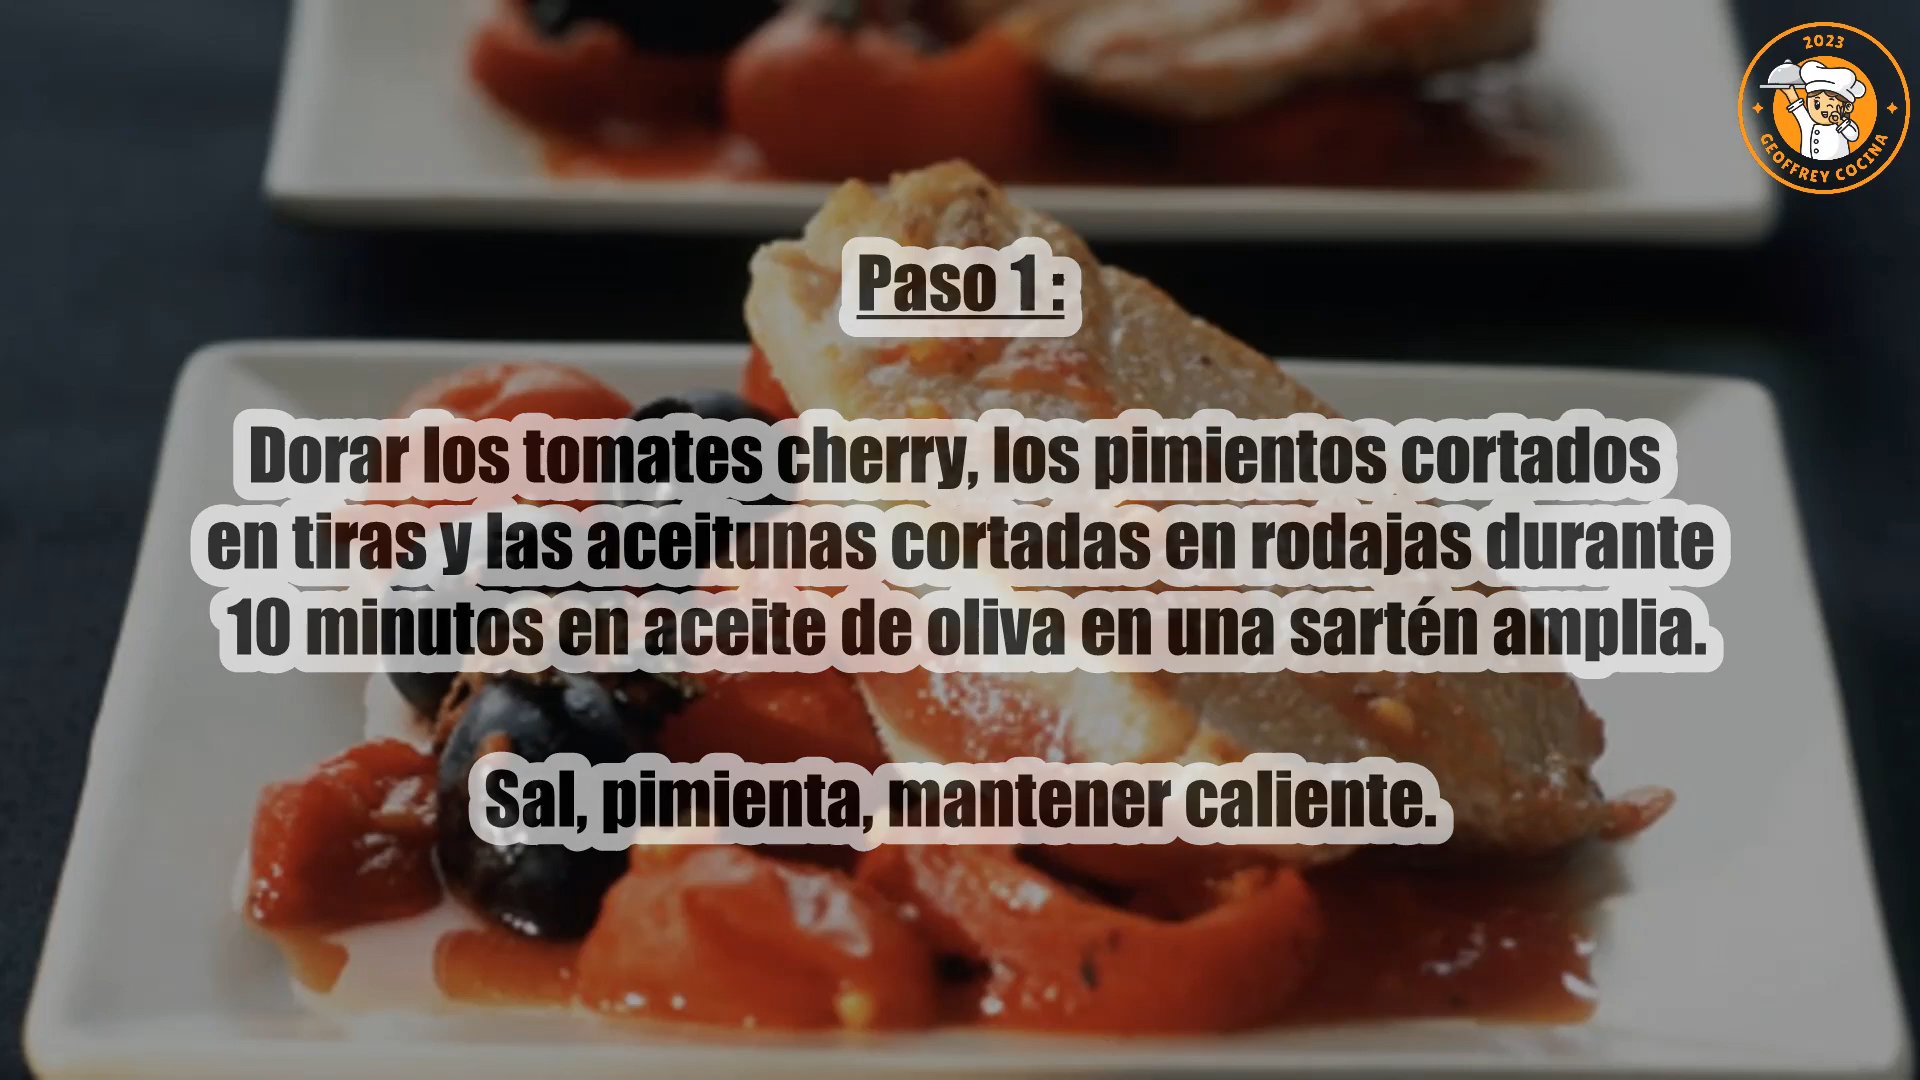 2023
GEOFFREY COCINA
Paso 1 :
Dorar los tomates cherry, los pimientos cortados
en tiras y las aceitunas cortadas en rodajas durante
10 minutos en aceite de oliva en una sartén amplia.
Sal, pimienta, mantener caliente.